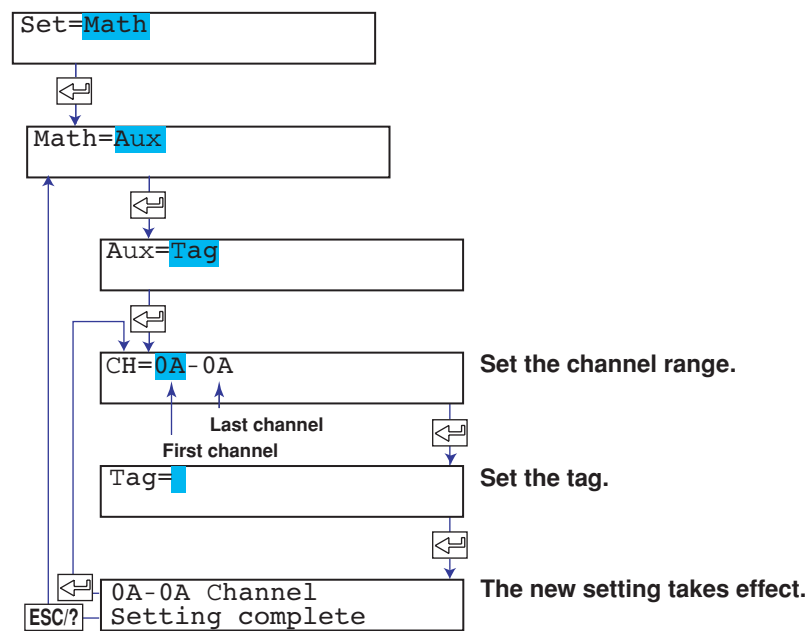 Set=Math
Math=Aux
Aux=Tag
CH=0A-0A
Set the channel range.
Last channel
First channel
Tag=
Set the tag.
0A-0A Channel
The new setting takes effect.
ESC/?
Setting complete